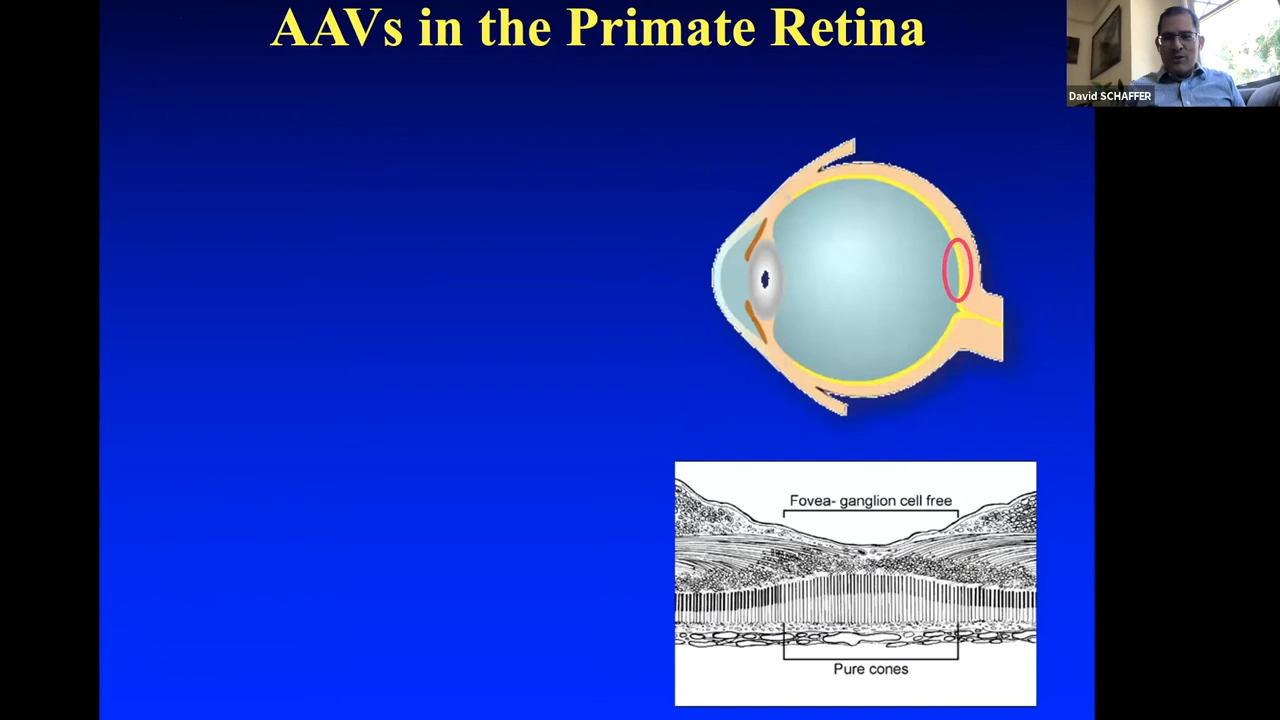 AAVs in the Primate Retina
David SCHAFFER
Fovea- ganglion cell free
Pure cones